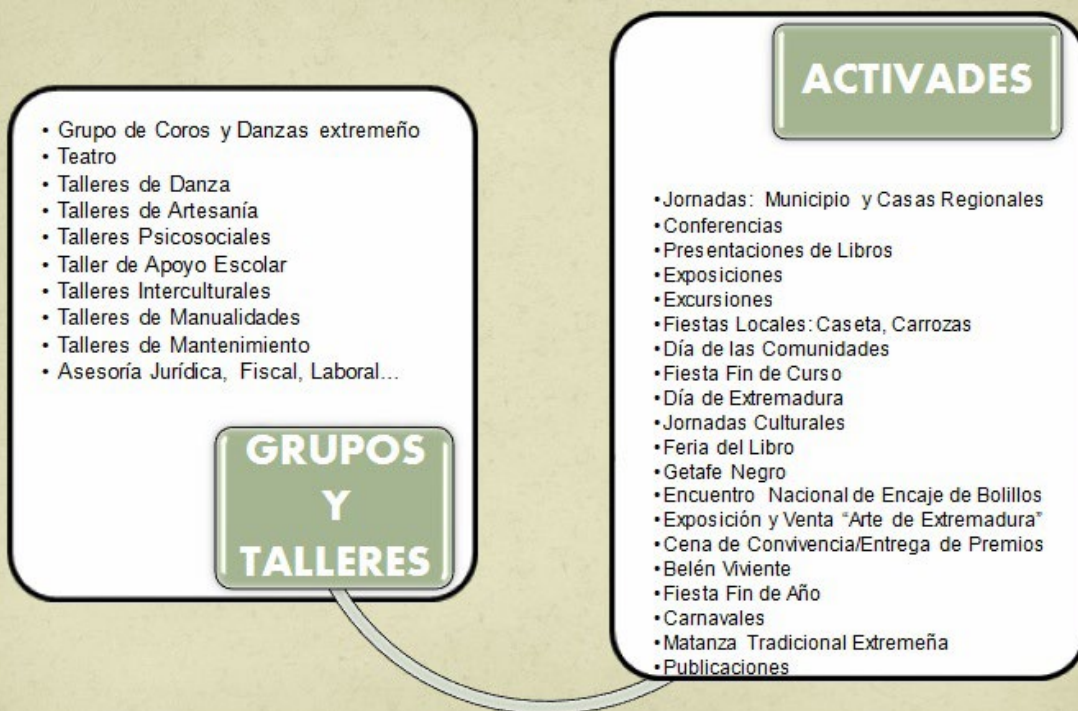 • Grupo de Coros y Danzas extremeño
• Teatro
• Talleres de Danza
• Talleres de Artesanía
• Talleres Psicosociales
• Taller de Apoyo Escolar
• Talleres Interculturales
• Talleres de Manualidades
• Talleres de Mantenimiento
• Asesoría Jurídica, Fiscal, Laboral...
GRUPOS
Y
TALLERES
ACTIVADES
•Jornadas: Municipio y Casas Regionales
•Conferencias
•Presentaciones de Libros
•Exposiciones
•Excursiones
•Fiestas Locales: Caseta, Carrozas
•Día de las Comunidades
•Fiesta Fin de Curso
•Día de Extremadura
•Jornadas Culturales
•Feria del Libro
•Getafe Negro
•Encuentro Nacional de Encaje de Bolillos
•Exposición y Venta “Arte de Extremadura”
•Cena de Convivencia/Entrega de Premios
•Belén Viviente
•Fiesta Fin de Año
•Carnavales
•Matanza Tradicional Extremeña
•Publicaciones